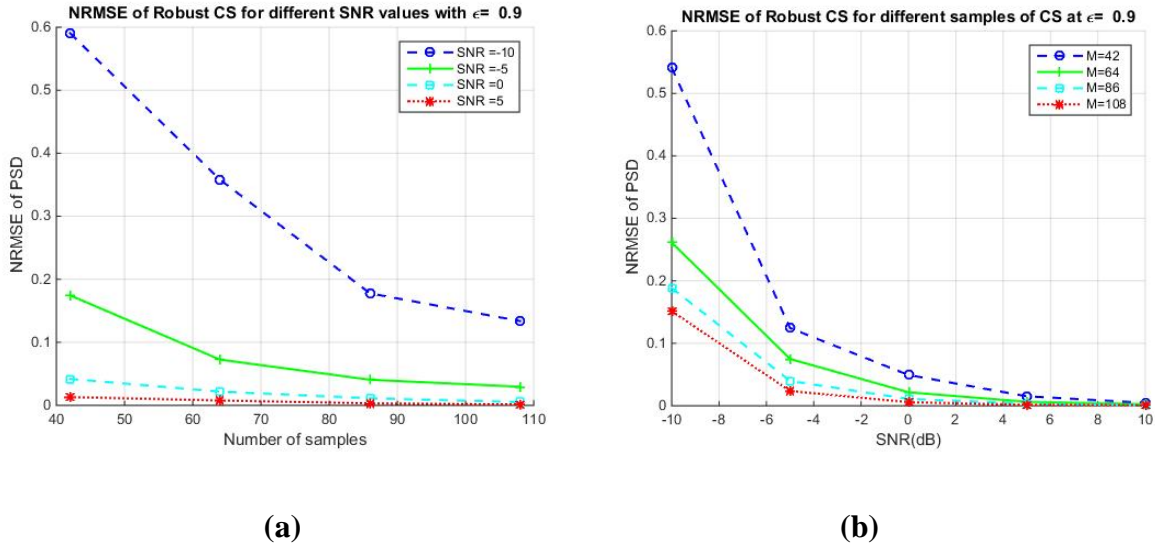 NRMSE of Robust CS for different SNR values with ϵ= 0.9
0.6
0.5
0.4
0.3
0.2
0.1
0
NRMSE of PSD
SNR =-10
SNR =-5
SNR =0
SNR =5
40 50 60 70 80 90 100 110
Number of samples
(a)
NRMSE of Robust CS for different samples of CS at ϵ= 0.9
0.6
0.5
0.4
0.3
0.2
0.1
0
NRMSE of PSD
M=42
M=64
M=86
M=108
-10 -8 -6 -4 -2 0 2 4 6 8 10
SNR(dB)
(b)